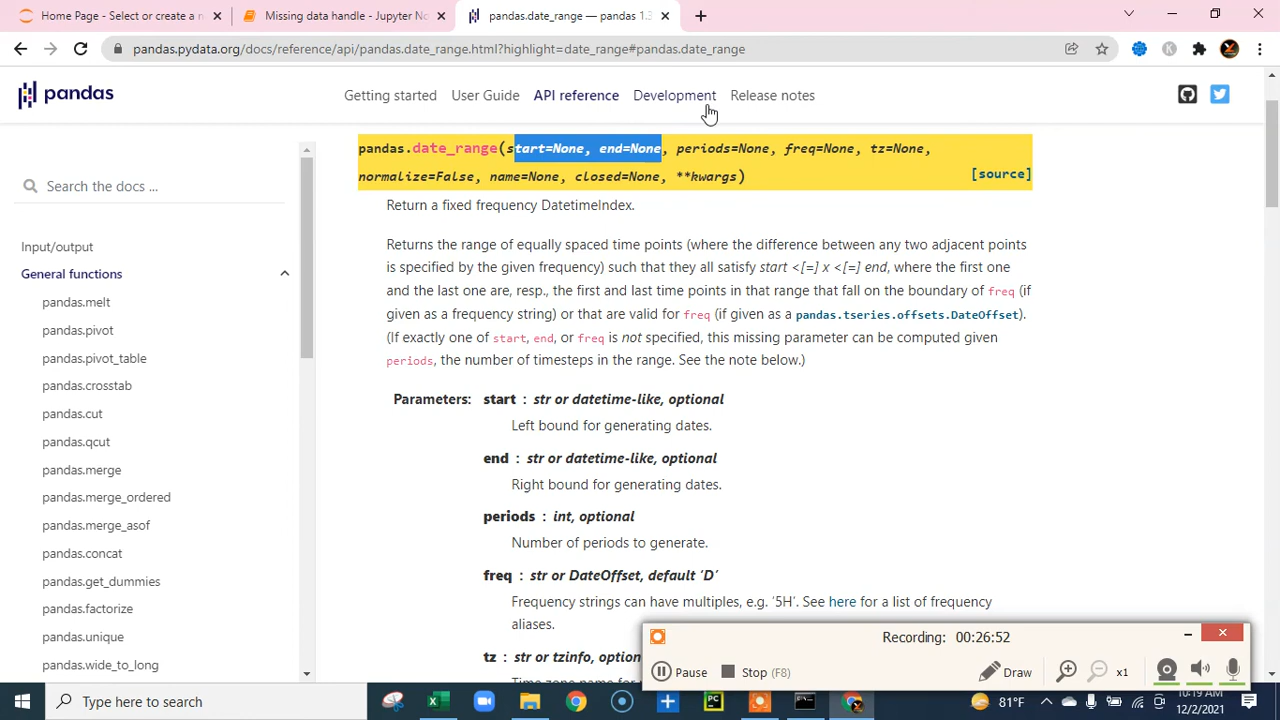 Home Page - Select or create a n
Missing data handle - Jupyter No
pandas.date_range — pandas 1.3
pandas.pydata.org/docs/reference/api/pandas.date_range.html?highlight=date_range#pandas.date_range
pandas
Getting started
User Guide
API reference
Development
Release notes
Search the docs ...
Input/output
General functions
pandas.melt
pandas.pivot
pandas.pivot_table
pandas.crosstab
pandas.cut
pandas.qcut
pandas.merge
pandas.merge_ordered
pandas.merge_asof
pandas.concat
pandas.get_dummies
pandas.factorize
pandas.unique
pandas.wide_to_long
pandas.date_range(start=None, end=None, periods=None, freq=None, tz=None,
normalize=False, name=None, closed=None, **kwargs)
[source]
Return a fixed frequency DatetimeIndex.
Returns the range of equally spaced time points (where the difference between any two adjacent points
is specified by the given frequency) such that they all satisfy start <[=] x <[=] end, where the first one
and the last one are, resp., the first and last time points in that range that fall on the boundary of freq (if
given as a frequency string) or that are valid for freq (if given as a pandas.tseries.offsets.DateOffset).
(If exactly one of start, end, or freq is not specified, this missing parameter can be computed given
periods, the number of timesteps in the range. See the note below.)
Parameters:
start : str or datetime-like, optional
Left bound for generating dates.
end : str or datetime-like, optional
Right bound for generating dates.
periods : int, optional
Number of periods to generate.
freq : str or DateOffset, default ‘D’
Frequency strings can have multiples, e.g. ‘5H’. See here for a list of frequency
aliases.
tz : str or tzinfo, option
Recording: 00:26:52
Pause
Stop (F8)
Draw
x1
Type here to search
81°F
10:19 AM
12/2/2021